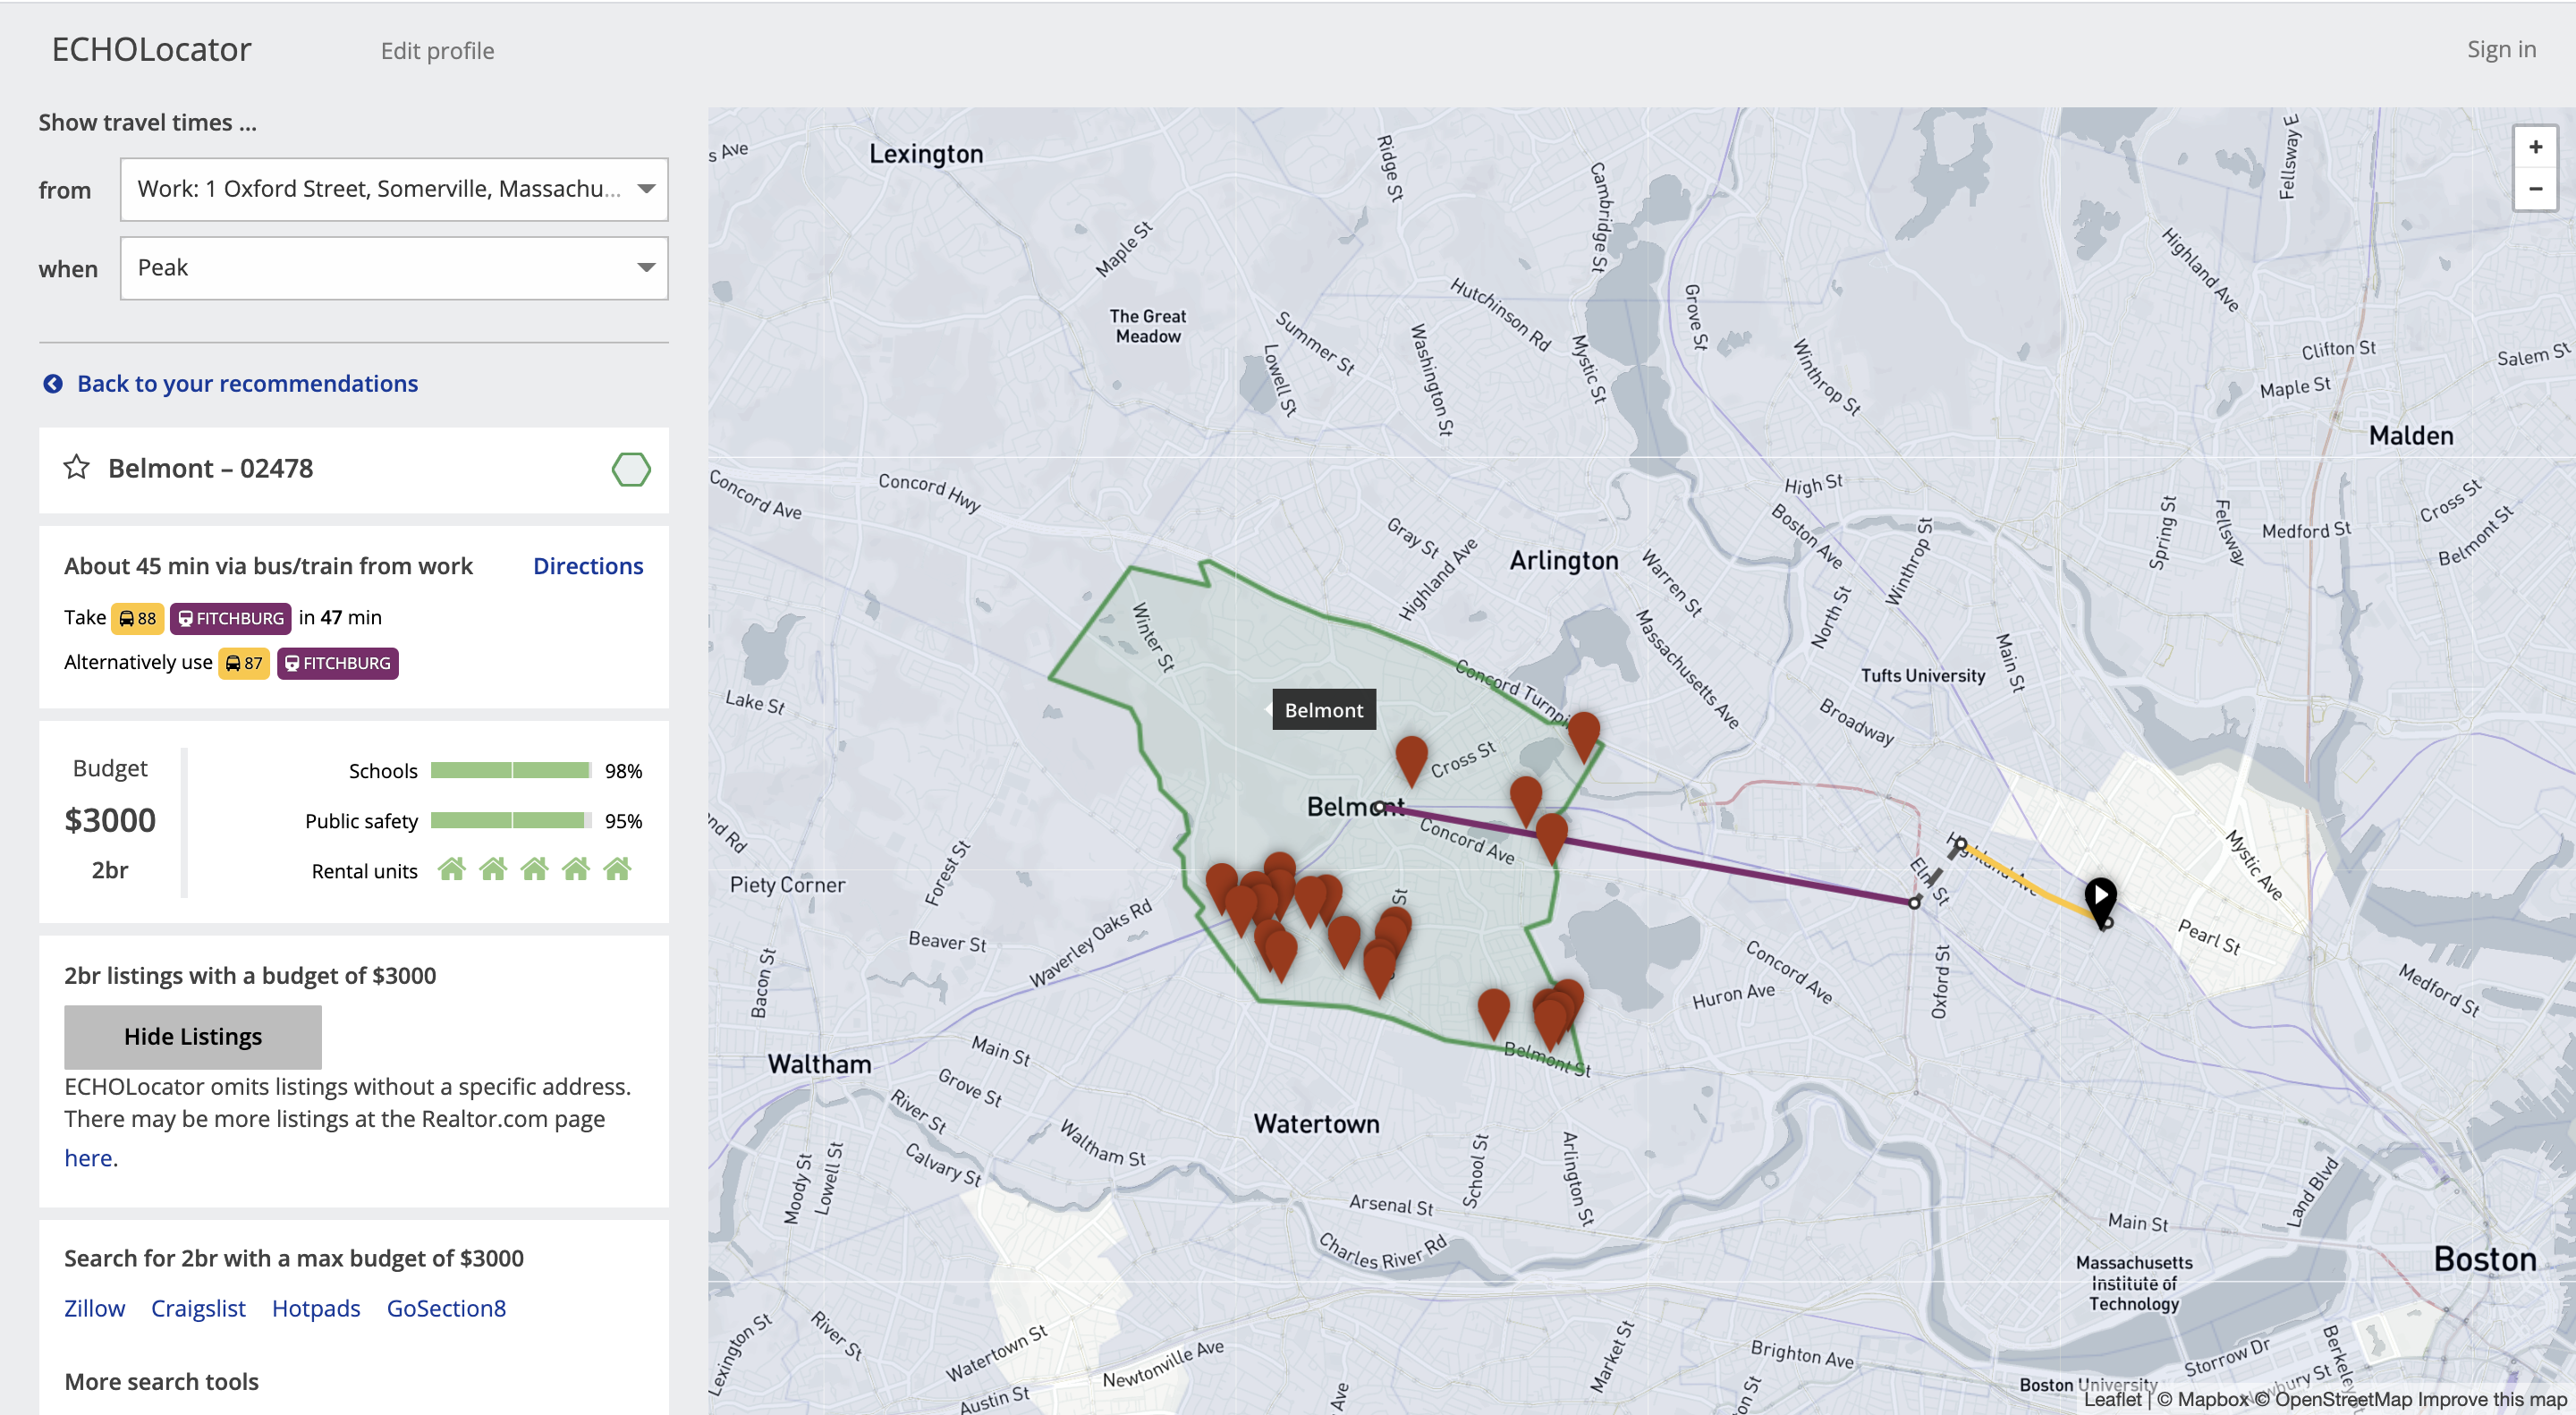 ECHOLocator
Edit profile
Sign in
Show travel times ...
from
Work: 1 Oxford Street, Somerville, Massachu...
when
Peak
Back to your recommendations
Belmont – 02478
About 45 min via bus/train from work
Directions
Take 88 FITCHBURG in 47 min
Alternatively use 87 FITCHBURG
Budget
$3000
2br
Schools 98%
Public safety 95%
Rental units
2br listings with a budget of $3000
Hide Listings
ECHOLocator omits listings without a specific address.
There may be more listings at the Realtor.com page
here.
Search for 2br with a max budget of $3000
Zillow Craigslist Hotpads GoSection8
More search tools
s Ave
Lexington
Ridge St
Cambridge St
Fellsway E
+
−
Maple St
Highland Ave
The Great
Meadow
Summer St
Lowell St
Hutchinson Rd
Washington St
Mystic St
Grove St
Winthrop St
Clifton St
Salem St
Maple St
Malden
Concord Ave
Concord Hwy
High St
Boston Ave
Winthrop St
Spring St
Fellsway
Medford St
Cross St
Belmont St
Gray St
Highland Ave
Arlington
Warren St
Massachusetts Ave
North St
Main St
Winter St
Concord Turnpi
Tufts University
Broadway
Lake St
Belmont
Cross St
Belmont
Concord Ave
nd Rd
Forest St
Piety Corner
Beaver St
Waverley Oaks Rd
Bacon St
St
Highland Ave
Elm St
Mystic Ave
Pearl St
Concord Ave
Huron Ave
Oxford St
Medford St
Waltham
Main St
Grove St
River St
Belmont St
Watertown
Waltham St
Calvary St
Moody St
Lowell St
School St
Arlington St
Arsenal St
Charles River Rd
Main St
Land Blvd
Massachusetts
Institute of
Technology
Boston
Lexington St
River St
Watertown St
Newtonville Ave
Austin St
Ave
Market St
on St
Brighton Ave
Storrow Dr
Berkeley
Newbury St
Boston University
Leaflet | © Mapbox © OpenStreetMap Improve this map